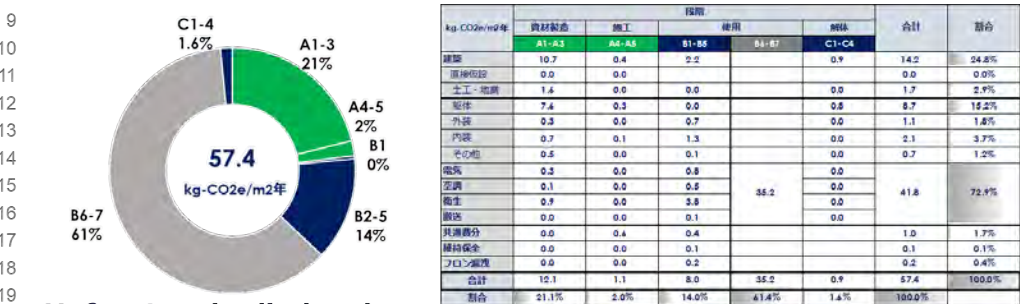 9
10
11
12
13
14
15
16
17
18
19
C1-4
1.6%
A1-3
21%
A4-5
2%
B1
0%
B2-5
14%
B6-7
61%
57.4
kg-CO2e/m2年
kg-CO2e/m2年 段階 合計 割合
資材製造 施工 使用 解体
A1-A3 A4-A5 B1-B5 B6-B7 C1-C4
建築 10.7 0.4 2.2 0.9 14.2 24.8%
直接仮設 0.0 0.0 0.0 0.0%
土工・地業 1.6 0.0 0.0 0.0 1.7 2.9%
躯体 7.4 0.3 0.0 0.8 8.7 15.2%
外装 0.3 0.0 0.7 0.0 1.1 1.8%
内装 0.7 0.1 1.3 0.0 2.1 3.7%
その他 0.5 0.0 0.1 0.0 0.7 1.2%
電気 0.3 0.0 0.8 35.2 0.0 41.8 72.9%
空調 0.1 0.0 0.5 0.0
衛生 0.9 0.0 3.8 0.0
搬送 0.0 0.0 0.1 0.0
共通費分 0.0 0.6 0.4 1.0 1.7%
維持保全 0.0 0.0 0.1 0.1 0.1%
フロン漏洩 0.0 0.0 0.2 0.2 0.4%
合計 12.1 1.1 8.0 35.2 0.9 57.4 100.0%
割合 21.1% 2.0% 14.0% 61.4% 1.6% 100.0%